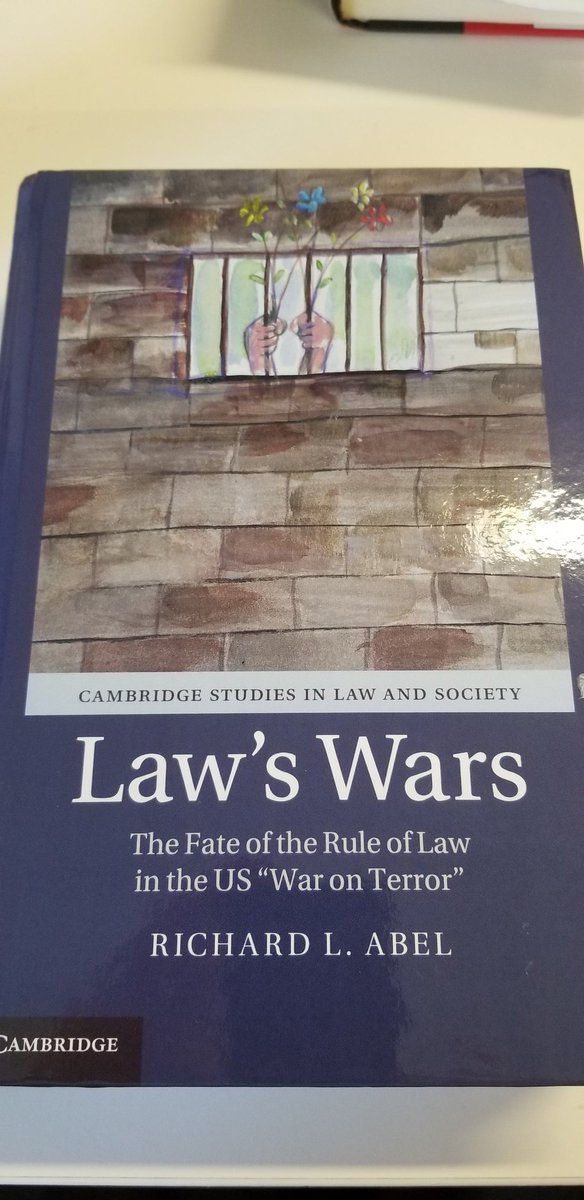 CAMBRIDGE STUDIES IN LAW AND SOCIETY
Law's Wars
The Fate of the Rule of Law
in the US “War on Terror”
RICHARD L. ABEL
CAMBRIDGE